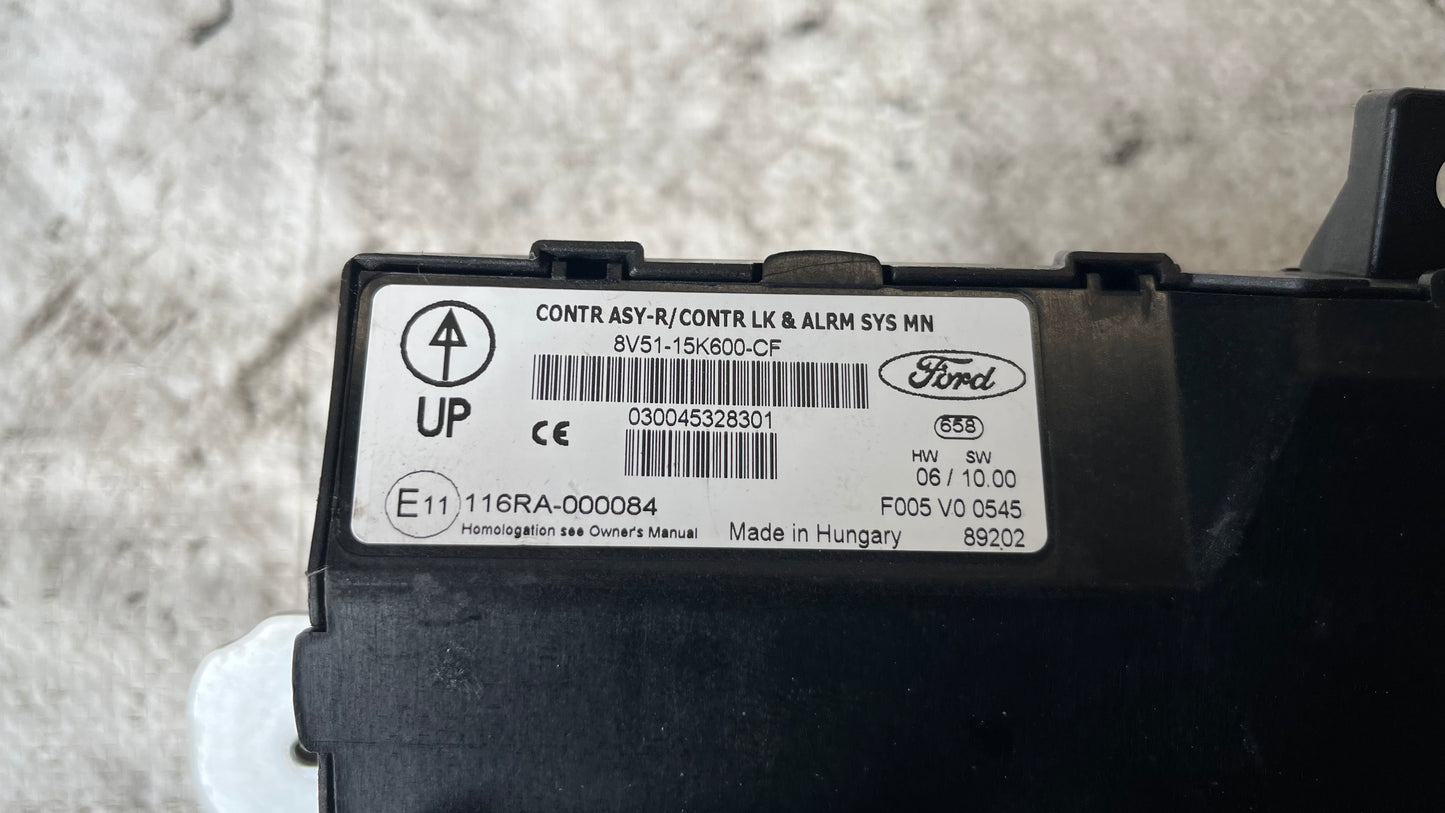 CONTR ASY-R/CONTR LK & ALRM SYS MN
8V51-15K600-CF
Ford
UP
CE
030045328301
658
HW SW
06 / 10.00
E11 116RA-000084
F005 V0 0545
Homologation see Owner's Manual
Made in Hungary
89202